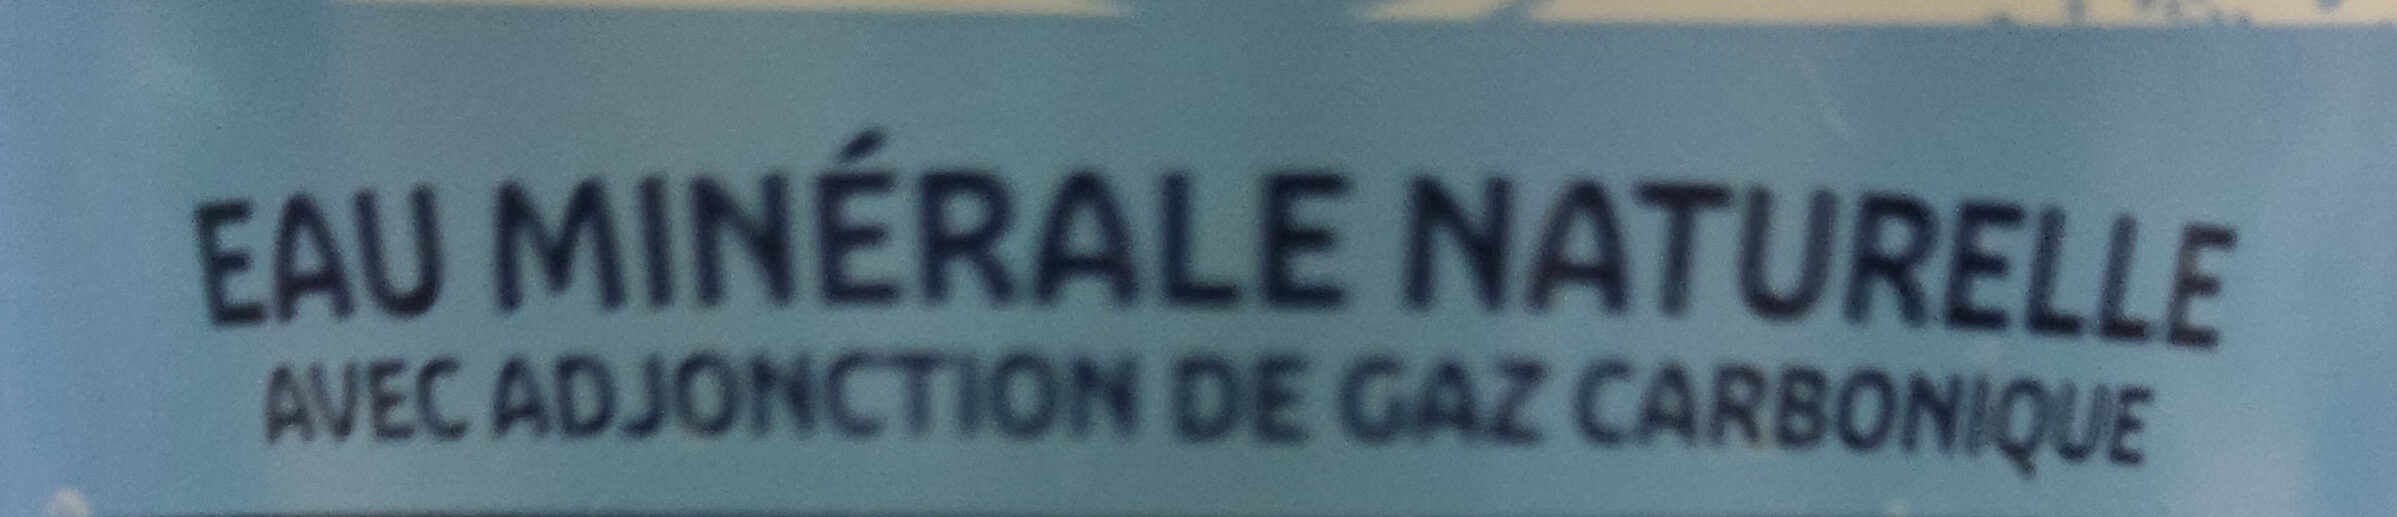 EAU MINÉRALE NATURELLE
AVEC ADJONCTION DE GAZ CARBONIQUE